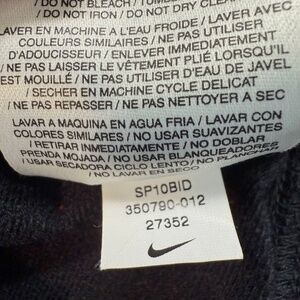 DO NOT BLEACH / TUMBLE
/ DO NOT IRON / DO NOT DRY CLEAN
LAVER EN MACHINE A L'EAU FROIDE / LAVER AVEC
COULEURS SIMILAIRES / NE PAS UTILISER
D'ADOUCISSEUR / ENLEVER IMMEDIATEMENT
/ NE PAS LAISSER LE VÊTEMENT PLIÉ LORSQU'IL
EST MOUILLÉ / NE PAS UTILISER D'EAU DE JAVEL
/ SECHER EN MACHINE CYCLE DELICAT
/ NE PAS REPASSER / NE PAS NETTOYER A SEC
LAVAR A MAQUINA EN AGUA FRIA / LAVAR CON
COLORES SIMILARES / NO USAR SUAVIZANTES
/ RETIRAR INMEDIATAMENTE / NO DOBLAR
PRENDA MOJADA / NO USAR BLANQUEADORES
/ USAR SECADORA CICLO LENTO / NO PLANCHAR
/ NO LAVAR EN SECO
SP10BID
350790-012
27352